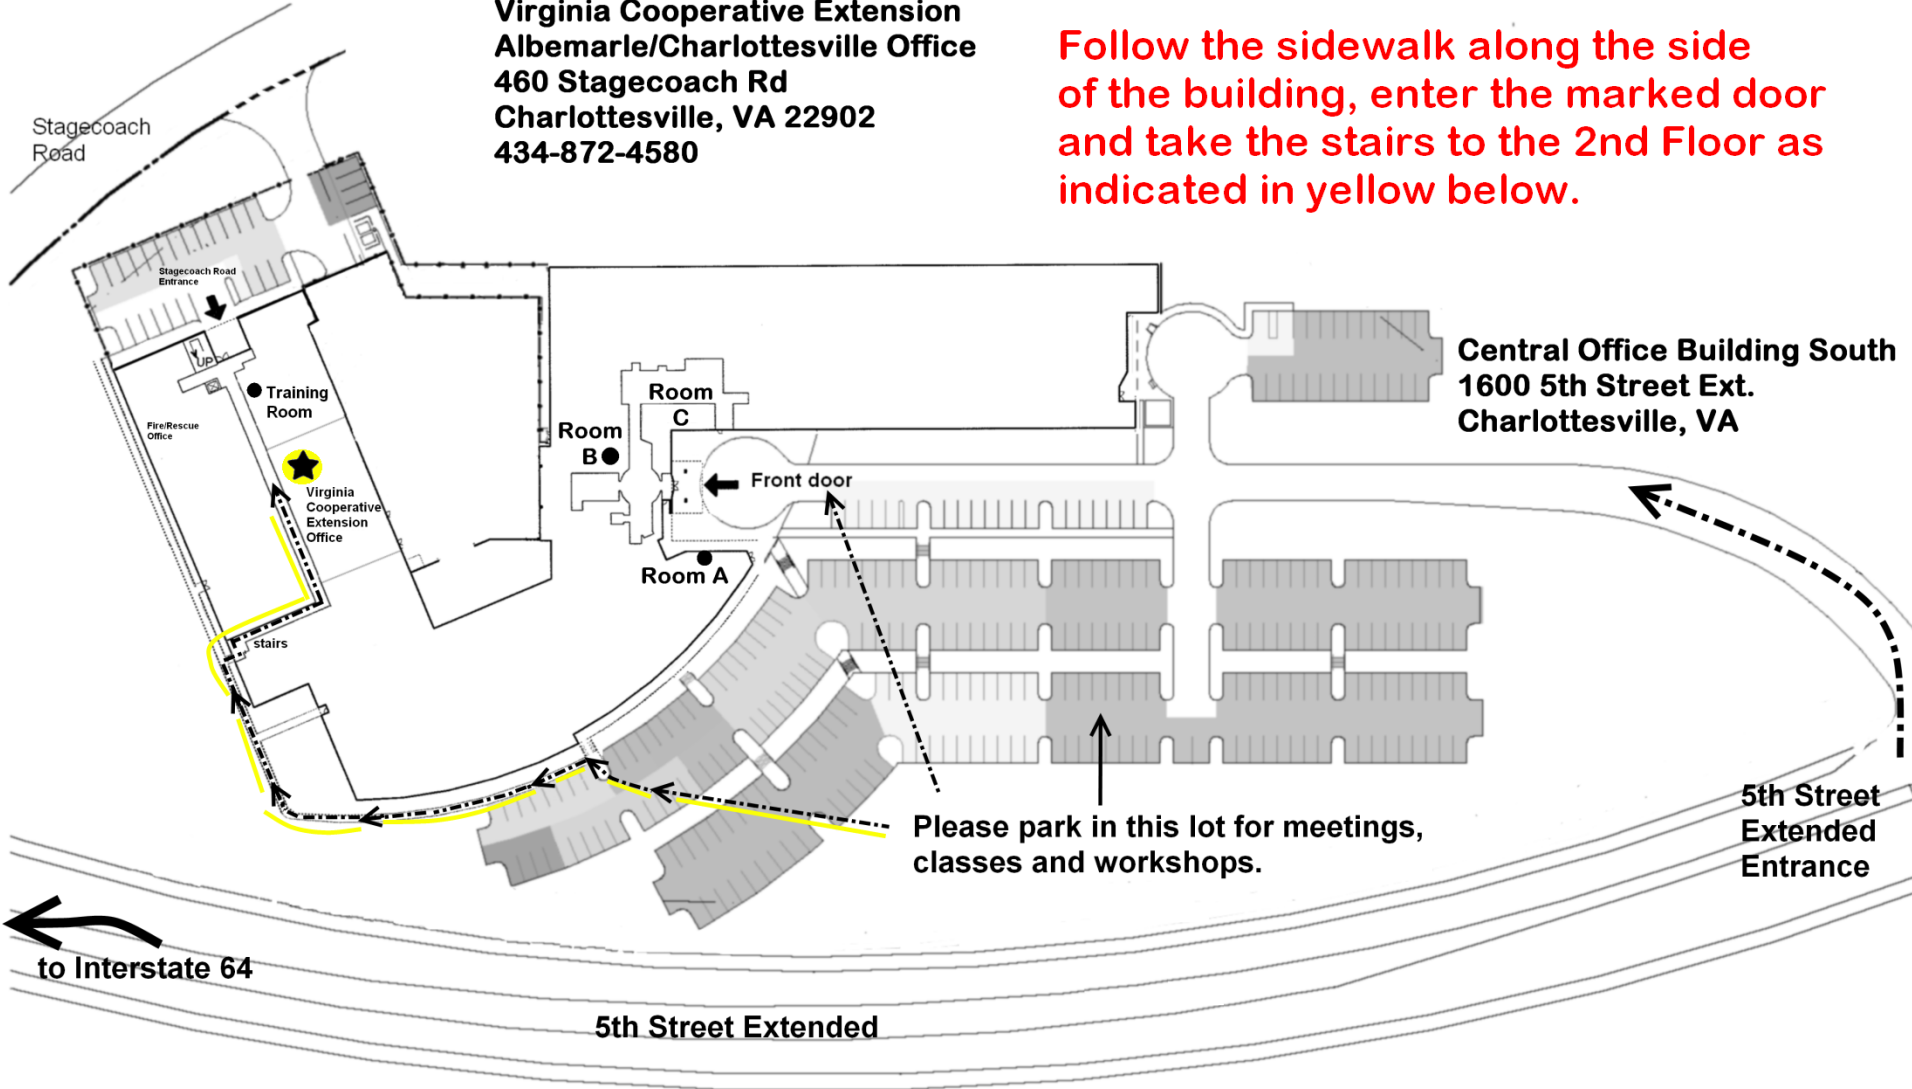 Virginia Cooperative Extension
Albemarle/Charlottesville Office
460 Stagecoach Rd
Charlottesville, VA 22902
434-872-4580
Follow the sidewalk along the side
of the building, enter the marked door
and take the stairs to the 2nd Floor as
indicated in yellow below.
Stagecoach
Road
Stagecoach Road
Entrance
UP
Training
Room
Fire/Rescue
Office
Virginia
Cooperative
Extension
Office
stairs
Room
C
Room
B
Front door
Room A
Central Office Building South
1600 5th Street Ext.
Charlottesville, VA
Please park in this lot for meetings,
classes and workshops.
5th Street
Extended
Entrance
to Interstate 64
5th Street Extended